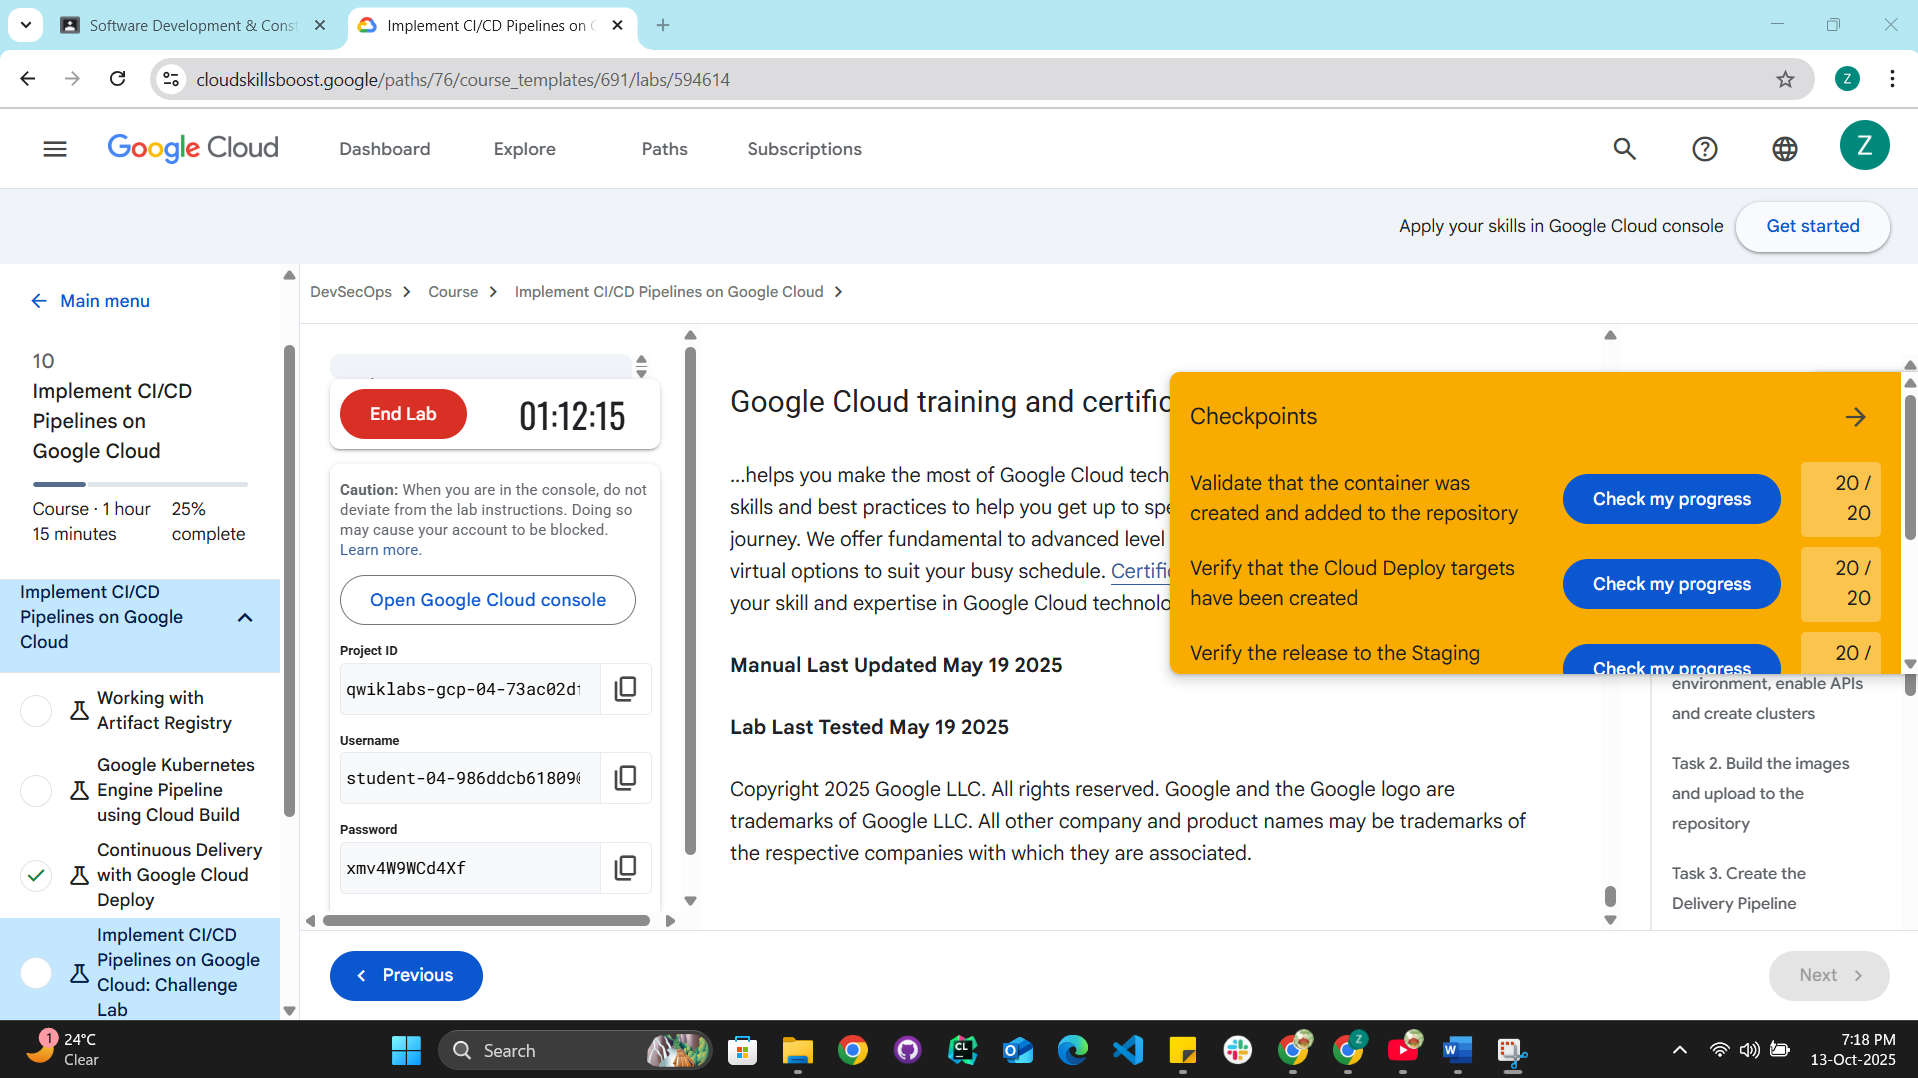 Software Development & Const
Implement CI/CD Pipelines on G
cloudskillsboost.google/paths/76/course_templates/691/labs/594614
Z
Google Cloud
Dashboard
Explore
Paths
Subscriptions
Z
Apply your skills in Google Cloud console
Get started
Main menu
10
Implement CI/CD
Pipelines on
Google Cloud
Course · 1 hour
15 minutes
25%
complete
Implement CI/CD
Pipelines on Google
Cloud
Working with
Artifact Registry
Google Kubernetes
Engine Pipeline
using Cloud Build
Continuous Delivery
with Google Cloud
Deploy
Implement CI/CD
Pipelines on Google
Cloud: Challenge
Lab
DevSecOps
Course
Implement CI/CD Pipelines on Google Cloud
End Lab
01:12:15
Caution: When you are in the console, do not
deviate from the lab instructions. Doing so
may cause your account to be blocked.
Learn more.
Open Google Cloud console
Project ID
qwiklabs-gcp-04-73ac02df
Username
student-04-986ddcb618090
Password
xmv4W9WCd4Xf
Google Cloud training and certific
...helps you make the most of Google Cloud tech
skills and best practices to help you get up to spe
journey. We offer fundamental to advanced level
virtual options to suit your busy schedule. Certific
your skill and expertise in Google Cloud technolo
Manual Last Updated May 19 2025
Lab Last Tested May 19 2025
Copyright 2025 Google LLC. All rights reserved. Google and the Google logo are
trademarks of Google LLC. All other company and product names may be trademarks of
the respective companies with which they are associated.
Checkpoints
Validate that the container was
created and added to the repository
Check my progress
20 /
20
Verify that the Cloud Deploy targets
have been created
Check my progress
20 /
20
Verify the release to the Staging
Check my progress
20 /
environment, enable APIs
and create clusters
Task 2. Build the images
and upload to the
repository
Task 3. Create the
Delivery Pipeline
Previous
Next
1
24°C
Clear
Search
7:18 PM
13-Oct-2025